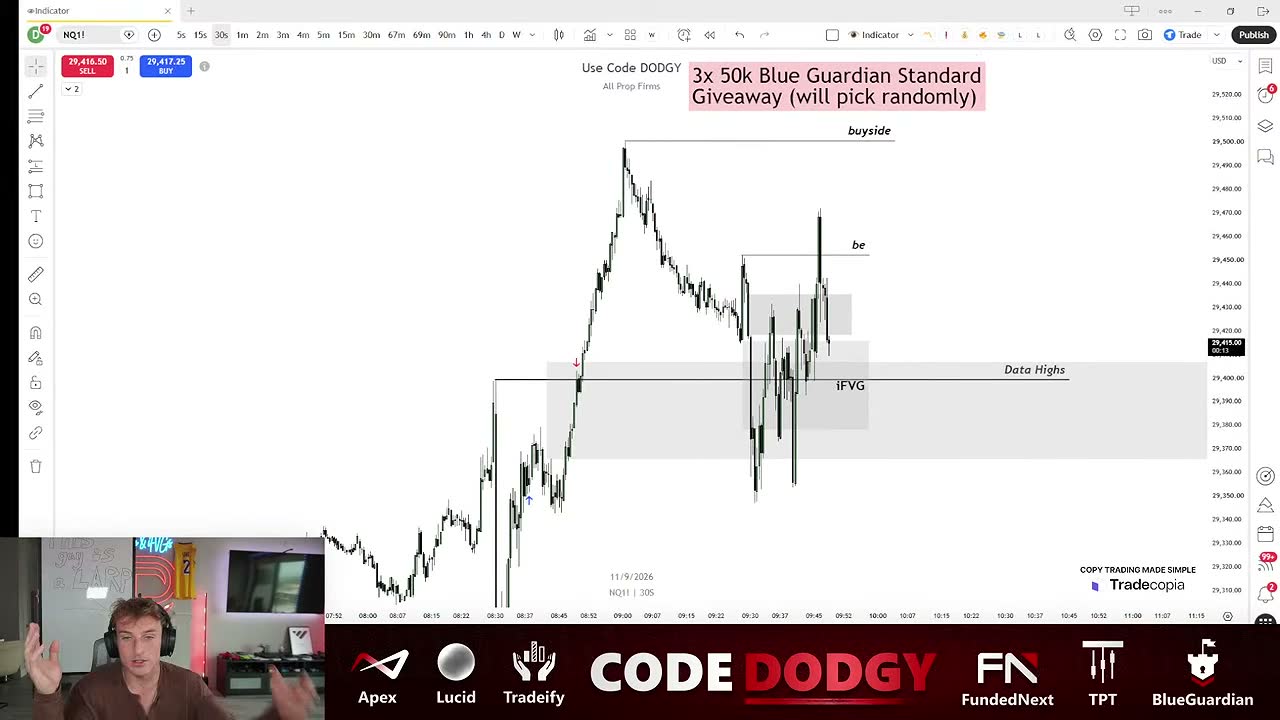 Indicator
D 19 NQ1! 5s 15s 30s 1m 2m 3m 4m 5m 15m 30m 67m 69m 90m 1h 4h D W Indicator Trade Publish
29,416.50 SELL 0.75 1 29,417.25 BUY
2
Use Code DODGY
All Prop Firms
3x 50k Blue Guardian Standard
Giveaway (will pick randomly)
USD
29,520.00
29,510.00
29,500.00
29,490.00
29,480.00
29,470.00
29,460.00
29,450.00
29,440.00
29,430.00
29,420.00
29,415.00
00:13
29,400.00
29,390.00
29,380.00
29,370.00
29,360.00
29,350.00
29,340.00
29,330.00
29,320.00
29,310.00
buyside
be
Data Highs
iFVG
11/9/2026
NQ1! | 30S
COPY TRADING MADE SIMPLE
Tradecopia
6
99+
2
07:52 08:00 08:07 08:15 08:22 08:30 08:37 08:45 08:52 09:00 09:07 09:15 09:22 09:30 09:37 09:45 09:52 10:00 10:07 10:15 10:22 10:30 10:37 10:45 10:52 11:00 11:15
Apex
Lucid
Tradeify
CODE DODGY
FN
FundedNext
TPT
BlueGuardian